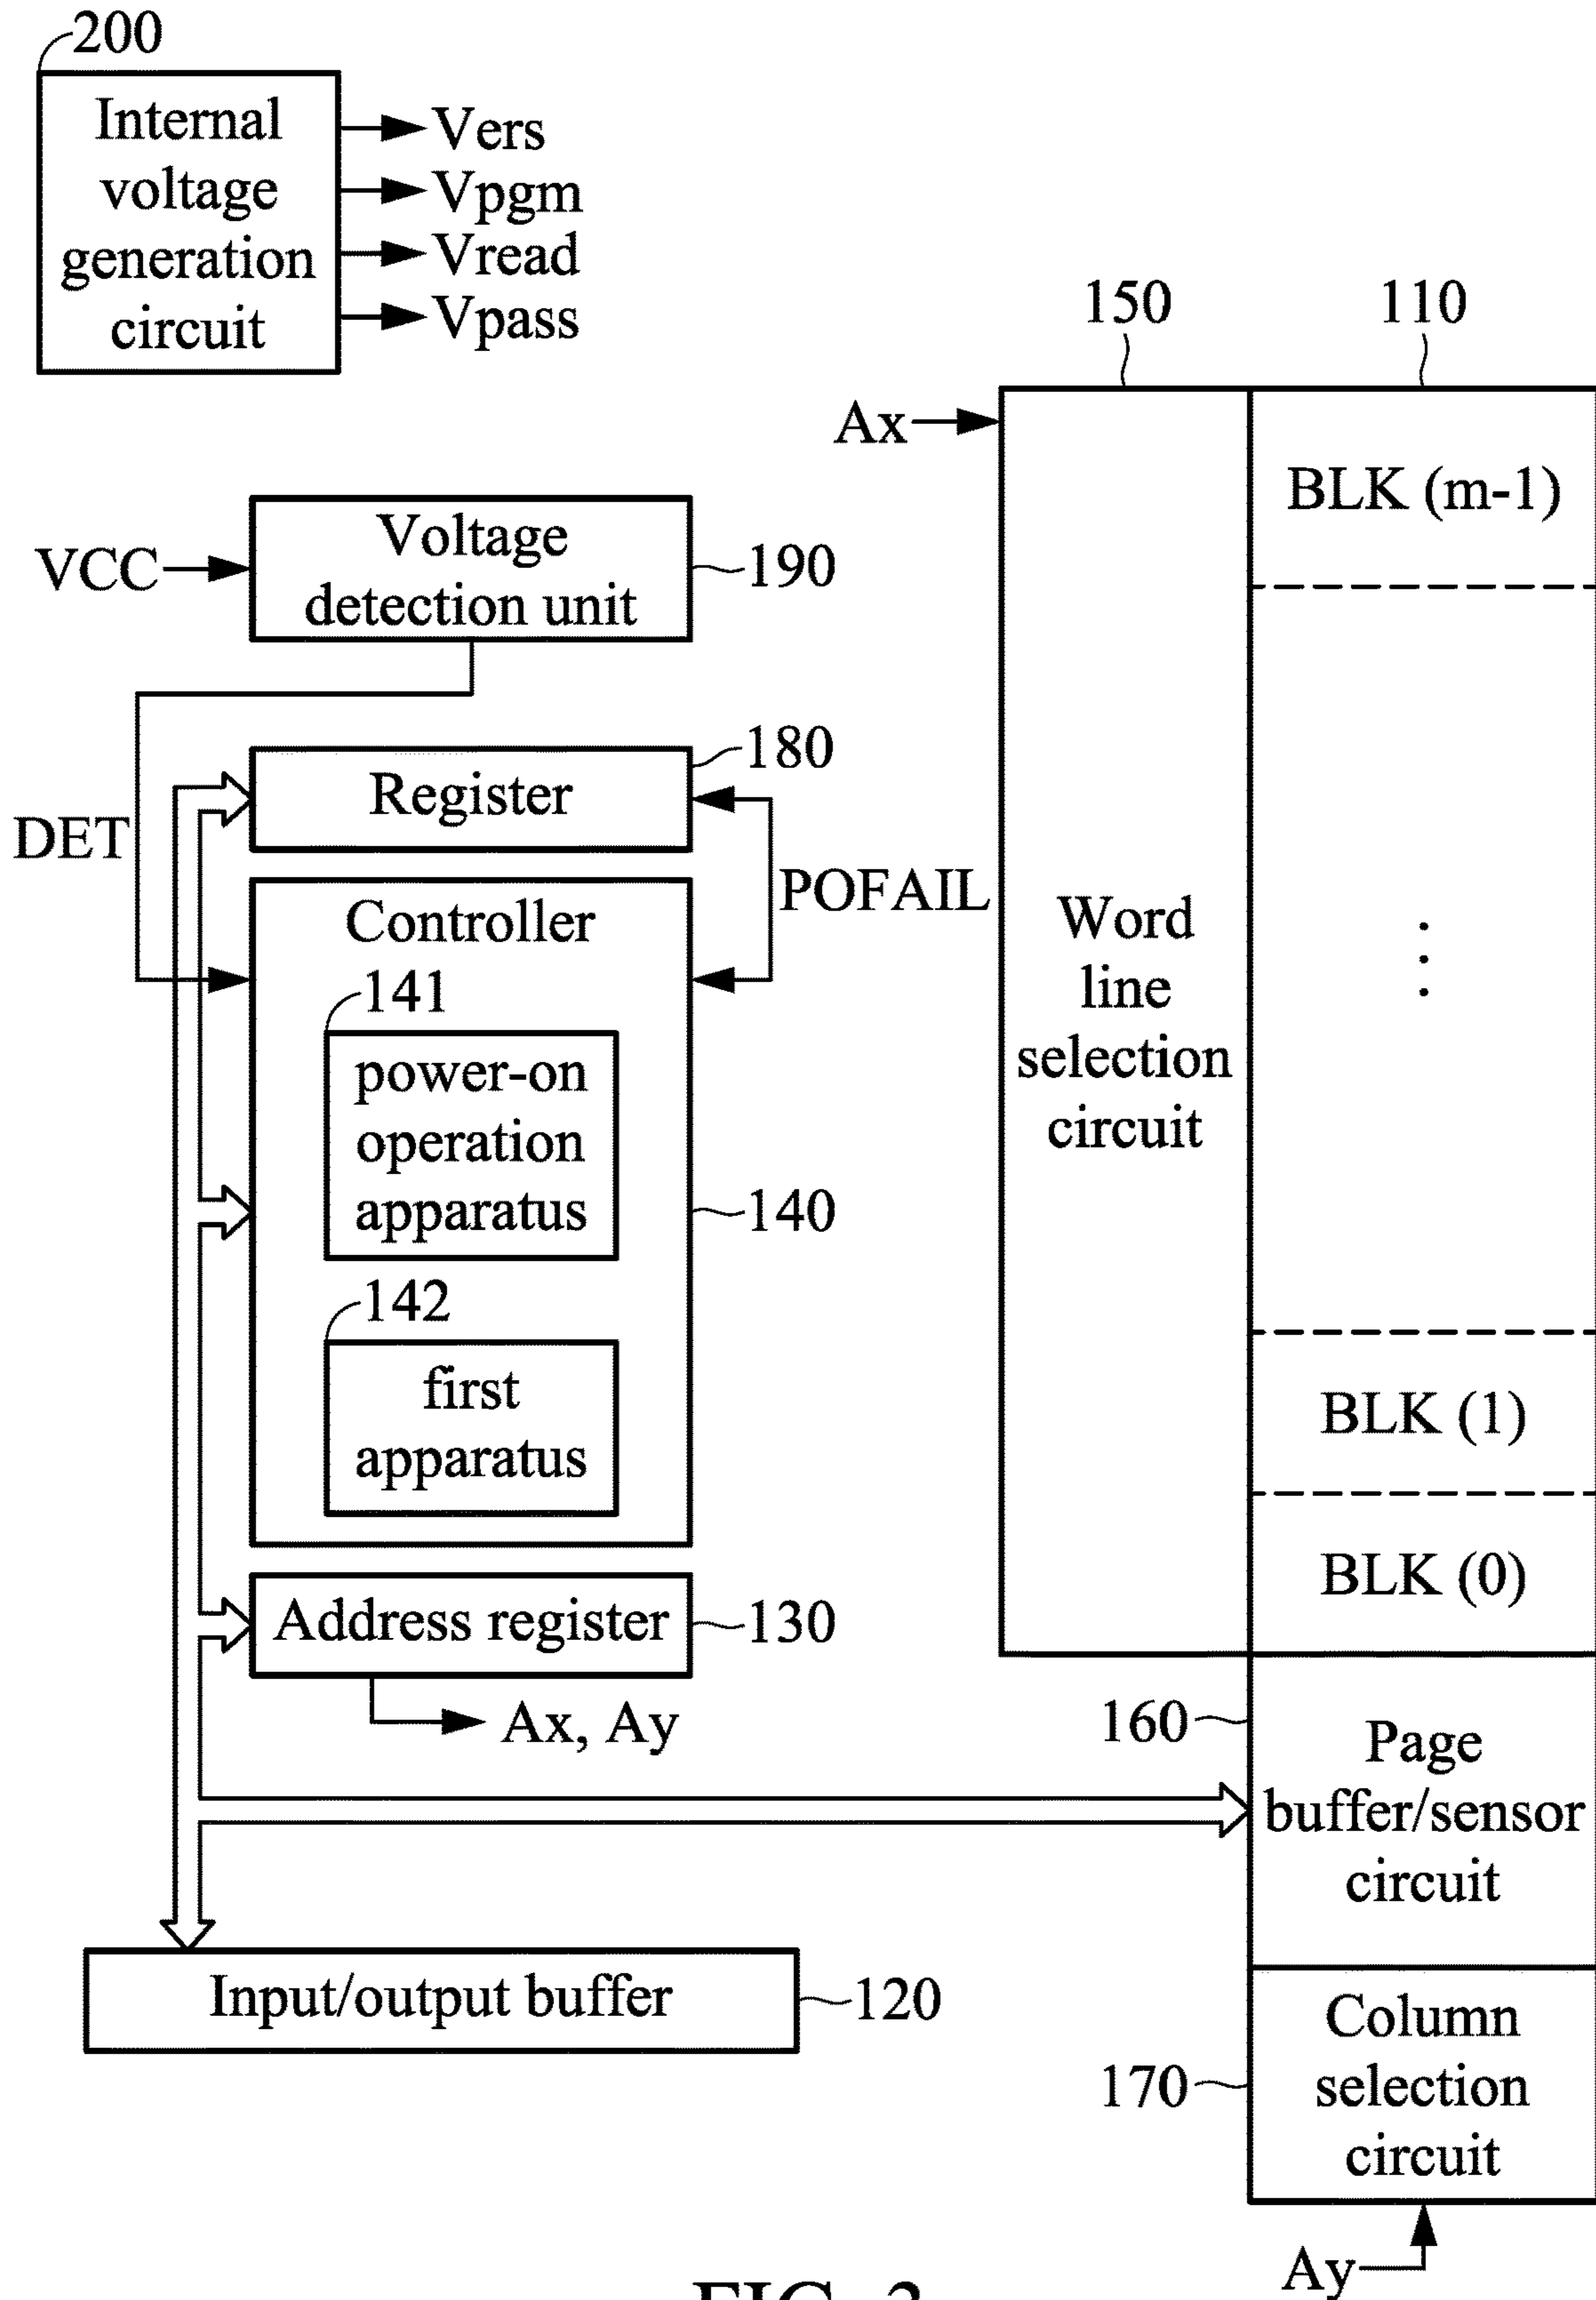 200
Internal
voltage
generation
circuit
Vers
Vpgm
Vread
Vpass
150
110
Ax
BLK (m-1)
VCC
Voltage
detection unit
190
180
Register
DET
POFAIL
Controller
141
power-on
operation
apparatus
140
142
first
apparatus
Word
line
selection
circuit
BLK (1)
BLK (0)
Address register
130
Ax, Ay
160
Page
buffer/sensor
circuit
Input/output buffer
120
Column
selection
circuit
170
Ay